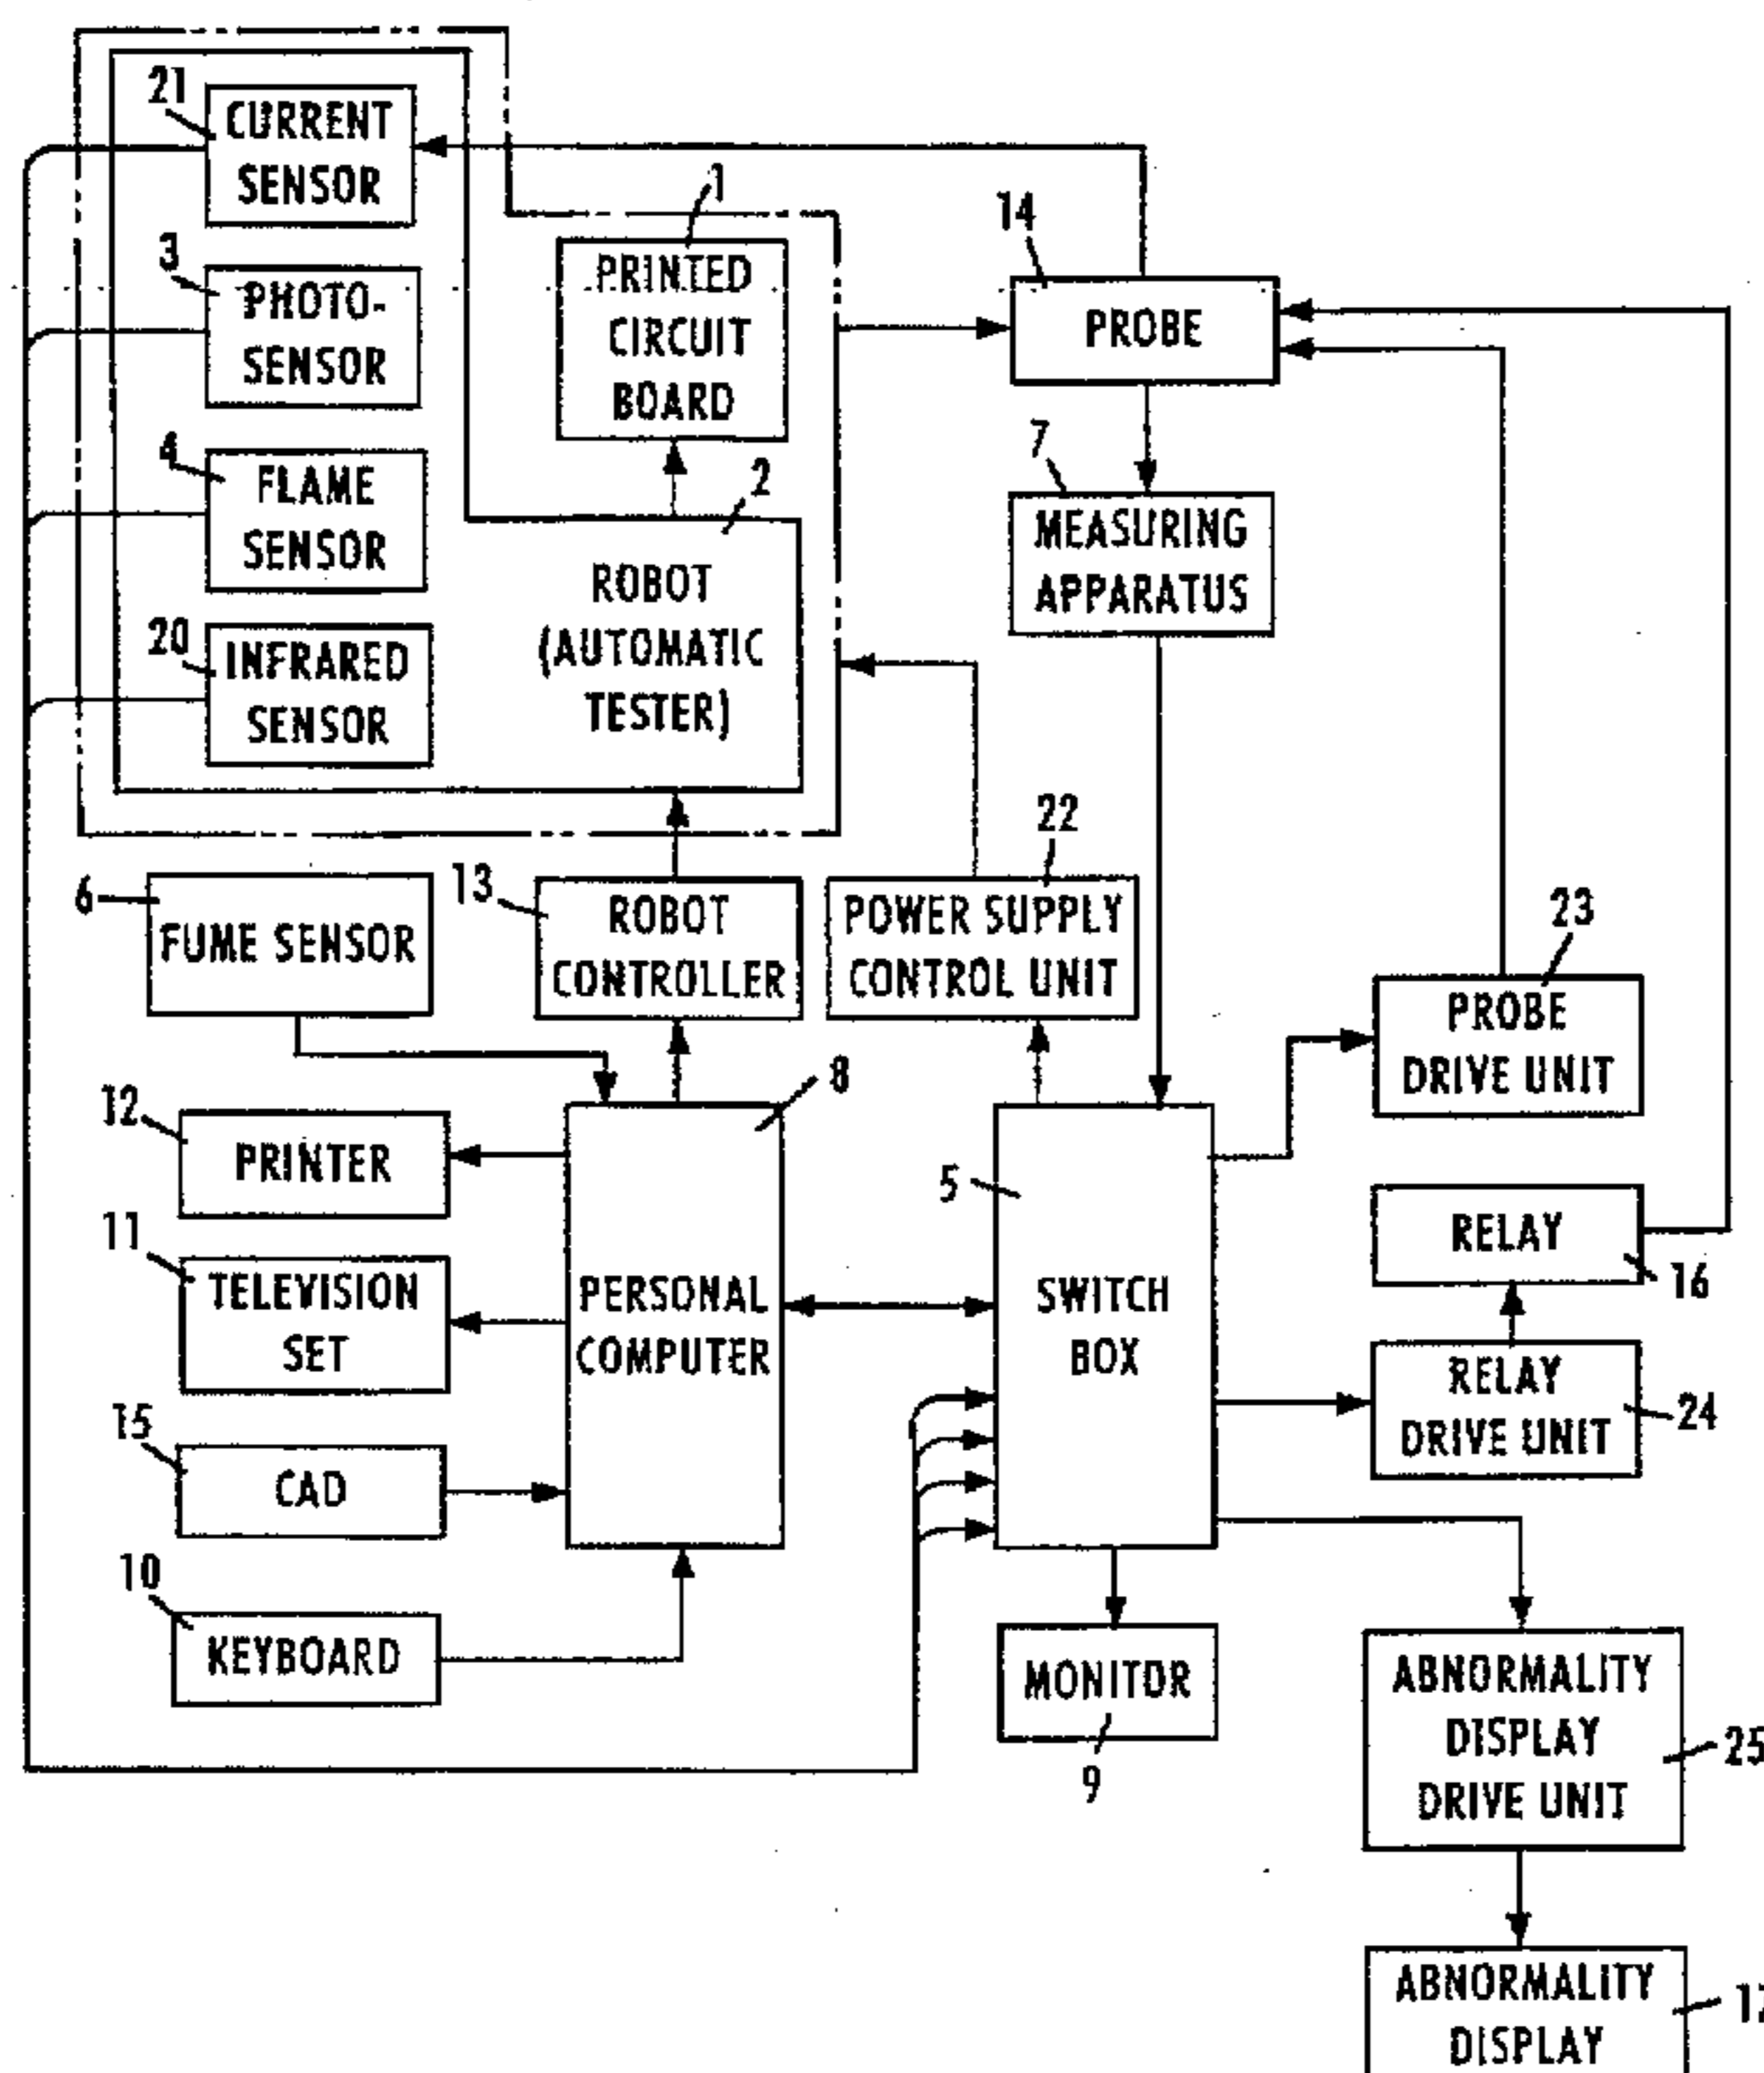 21
CURRENT
SENSOR
3
PHOTO-
SENSOR
4
FLAME
SENSOR
20
INFRARED
SENSOR
1
PRINTED
CIRCUIT
BOARD
2
ROBOT
(AUTOMATIC
TESTER)
14
PROBE
7
MEASURING
APPARATUS
6
FUME SENSOR
13
ROBOT
CONTROLLER
22
POWER SUPPLY
CONTROL UNIT
23
PROBE
DRIVE UNIT
12
PRINTER
11
TELEVISION
SET
15
CAD
10
KEYBOARD
8
PERSONAL
COMPUTER
5
SWITCH
BOX
RELAY
16
RELAY
DRIVE UNIT
24
MONITOR
9
ABNORMALITY
DISPLAY
DRIVE UNIT
25
ABNORMALITY
DISPLAY